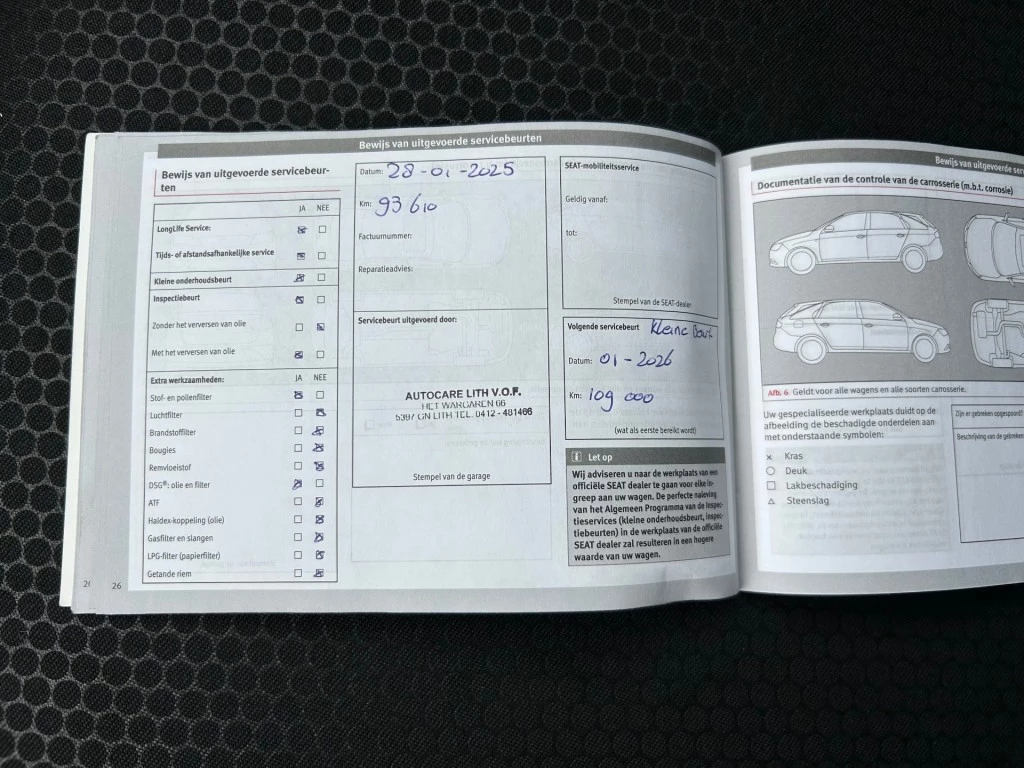 Bewijs van uitgevoerde servicebeurten
Bewijs van uitgevoerde servicebeur-
ten
JA NEE
LongLife Service:
Tijds- of afstandsafhankelijke service
Kleine onderhoudsbeurt
Inspectiebeurt
Zonder het verversen van olie
Met het verversen van olie
Extra werkzaamheden: JA NEE
Stof- en pollenfilter
Luchtfilter
Brandstoffilter
Bougies
Remvloeistof
DSG®: olie en filter
ATF
Haldex-koppeling (olie)
Gasfilter en slangen
LPG-filter (papierfilter)
Getande riem
26
Datum: 28-01-2025
Km: 93 610
Factuurnummer:
Reparatieadvies:
Servicebeurt uitgevoerd door:
AUTOCARE LITH V.O.F.
HET WARGAREN 66
5397 GN LITH TEL. 0412 - 481466
Stempel van de garage
SEAT-mobiliteitsservice
Geldig vanaf:
tot:
Stempel van de SEAT-dealer
Volgende servicebeurt Kleine Beurt
Datum: 01-2026
Km: 109 000
(wat als eerste bereikt wordt)
i Let op
Wij adviseren u naar de werkplaats van een
officiële SEAT dealer te gaan voor elke in-
greep aan uw wagen. De perfecte naleving
van het Algemeen Programma van de Inspec-
tieservices (kleine onderhoudsbeurt, inspec-
tiebeurten) in de werkplaats van de officiële
SEAT dealer zal resulteren in een hogere
waarde van uw wagen.
Bewijs van uitgevoerde ser
Documentatie van de controle van de carrosserie (m.b.t. corrosie)
Afb. 6 Geldt voor alle wagens en alle soorten carrosserie.
Uw gespecialiseerde werkplaats duidt op de
afbeelding de beschadigde onderdelen aan
met onderstaande symbolen:
× Kras
○ Deuk
□ Lakbeschadiging
△ Steenslag
Zijn er gebreken opgespoord?
Beschrijving van de gebreken